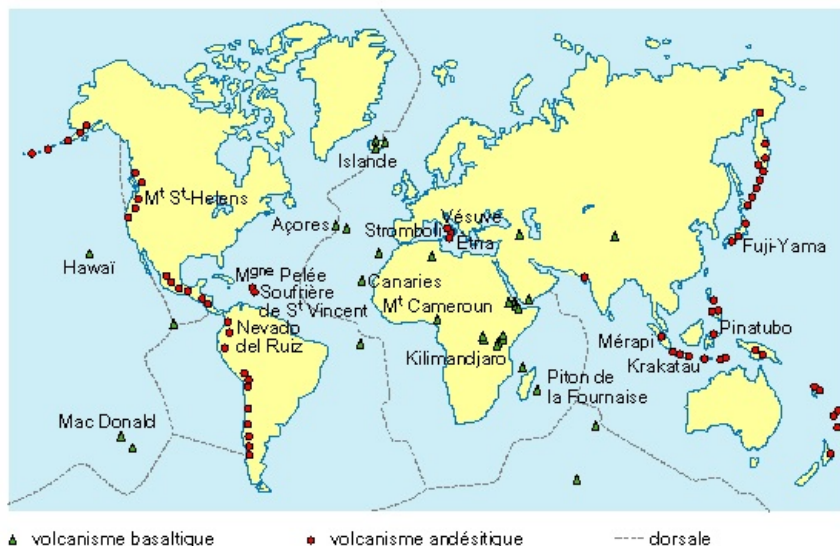 Islande
Mt St-Helens
Açores
Vésuve
Stromboli
Etna
Fuji-Yama
Hawaï
Mgne Pelée
Soufrière
de St Vincent
Canaries
Mt Cameroun
Nevado
del Ruiz
Kilimandjaro
Mérapi
Pinatubo
Krakatau
Piton de
la Fournaise
Mac Donald
volcanisme basaltique
volcanisme andésitique
dorsale